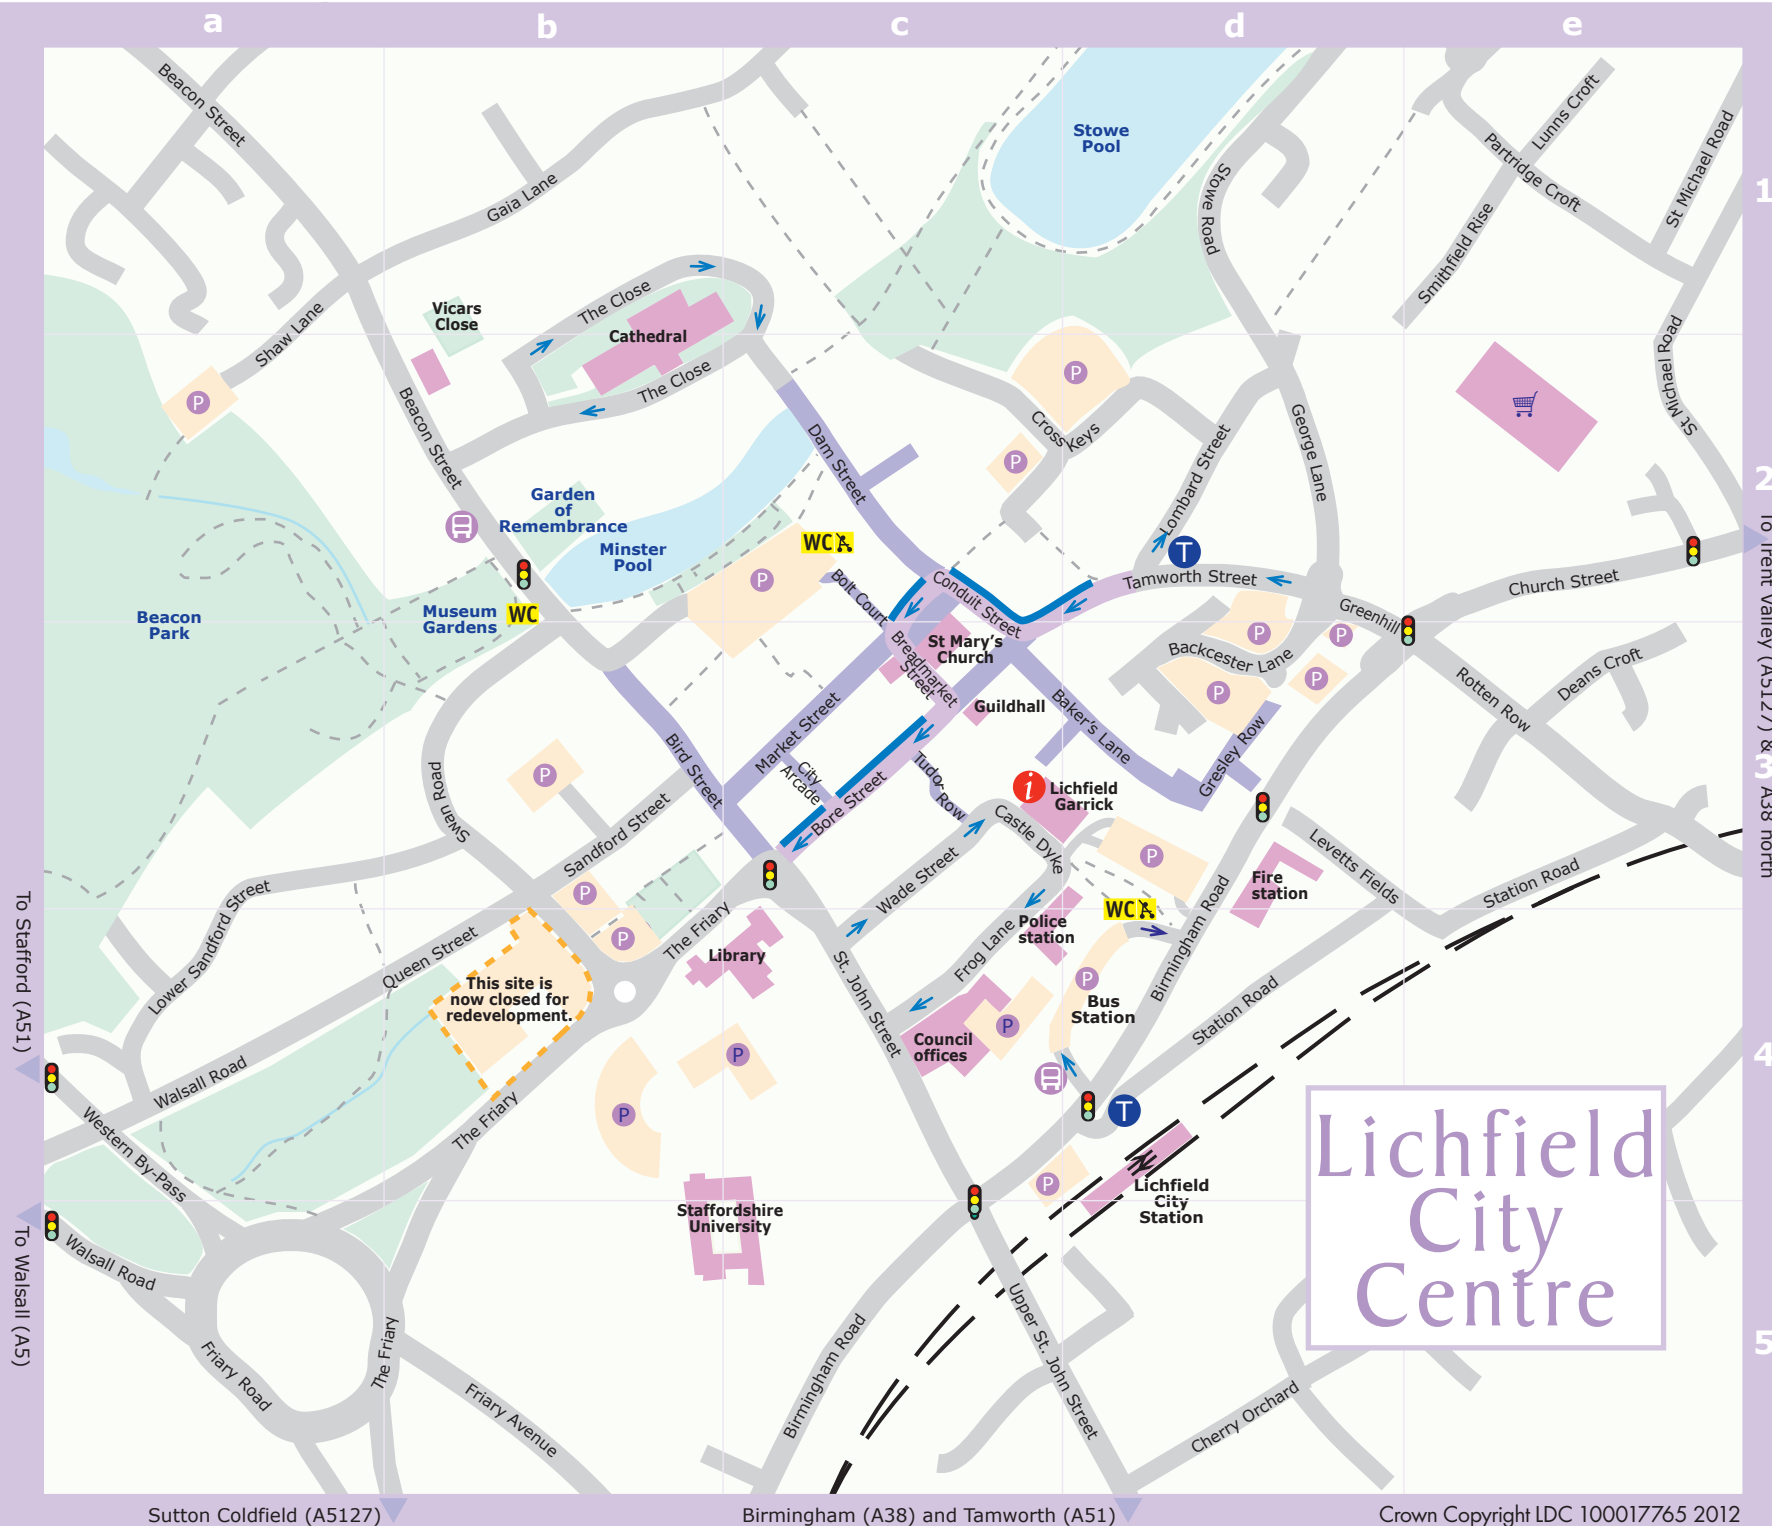 a
b
c
d
e
1
2
3
4
5
Beacon Street
Gaia Lane
Shaw Lane
Vicars
Close
The Close
Cathedral
The Close
Beacon Street
Stowe
Pool
Stowe Road
Lunns Croft
Partridge Croft
St Michael Road
Smithfield Rise
St Michael Road
P
P
P
Cross Keys
Dam Street
Lombard Street
George Lane
Garden
of
Remembrance
Minster
Pool
WC
P
Bolt Court
Conduit Street
T
Tamworth Street
Church Street
Greenhill
Beacon
Park
Museum
Gardens
WC
St Mary's
Church
Breadmarket
Street
Guildhall
Backcester Lane
P
P
P
P
Rotten Row
Deans Croft
Market Street
City
Arcade
Bird Street
Bore Street
Tudor Row
Baker's Lane
Gresley Row
i
Lichfield
Garrick
Swan Road
P
Sandford Street
P
P
Castle Dyke
Wade Street
P
Levetts Fields
Fire
station
Station Road
Lower Sandford Street
Queen Street
The Friary
Library
Frog Lane
Police
station
WC
P
Bus
Station
Birmingham Road
Station Road
This site is
now closed for
redevelopment.
St. John Street
Council
offices
P
P
P
T
Walsall Road
Western By-Pass
The Friary
Staffordshire
University
P
Lichfield
City
Station
Walsall Road
Friary Road
The Friary
Friary Avenue
Birmingham Road
Upper St. John Street
Cherry Orchard
Lichfield
City
Centre
To Stafford (A51)
To Walsall (A5)
To Trent Valley (A5127) & A38 north
Sutton Coldfield (A5127)
Birmingham (A38) and Tamworth (A51)
Crown Copyright LDC 100017765 2012